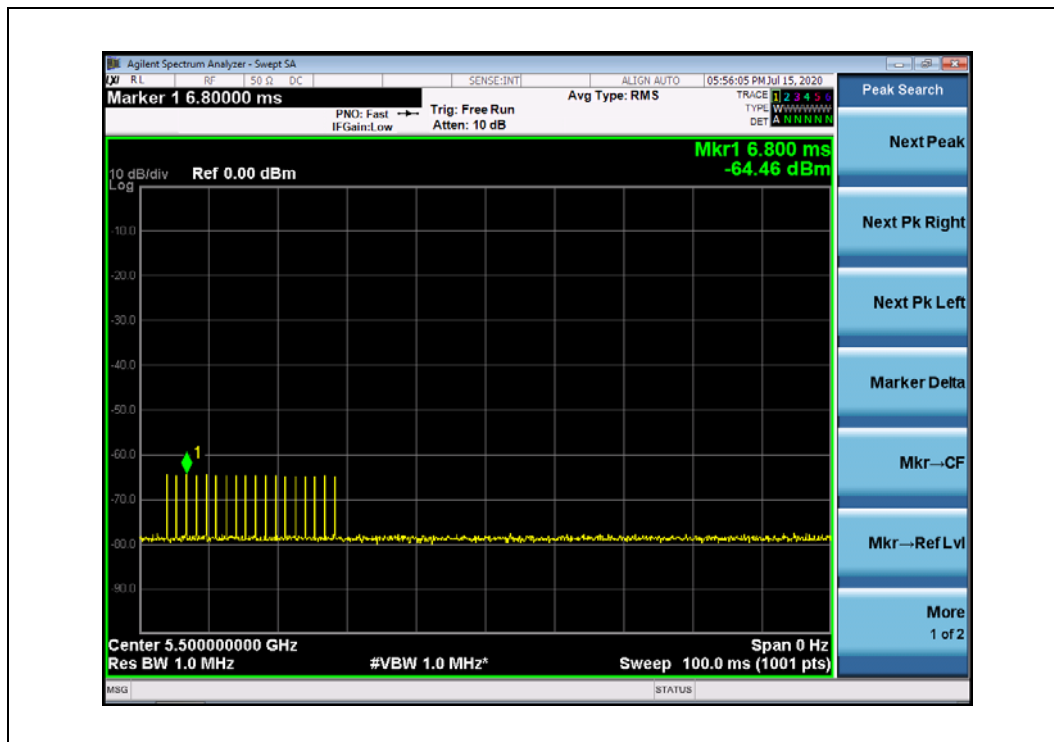 Agilent Spectrum Analyzer - Swept SA
RL RF 50 Ω DC SENSE:INT ALIGN AUTO 05:56:05 PM Jul 15, 2020
Marker 1 6.80000 ms
PNO: Fast
IFGain:Low
Trig: Free Run
Atten: 10 dB
Avg Type: RMS
TRACE 1 2 3 4 5 6
TYPE WWWWWW
DET A N N N N N
Mkr1 6.800 ms
-64.46 dBm
10 dB/div Ref 0.00 dBm
Log
-10.0
-20.0
-30.0
-40.0
-50.0
-60.0
-70.0
-80.0
-90.0
1
Center 5.500000000 GHz Span 0 Hz
Res BW 1.0 MHz #VBW 1.0 MHz* Sweep 100.0 ms (1001 pts)
MSG STATUS
Peak Search
Next Peak
Next Pk Right
Next Pk Left
Marker Delta
Mkr→CF
Mkr→Ref Lvl
More
1 of 2